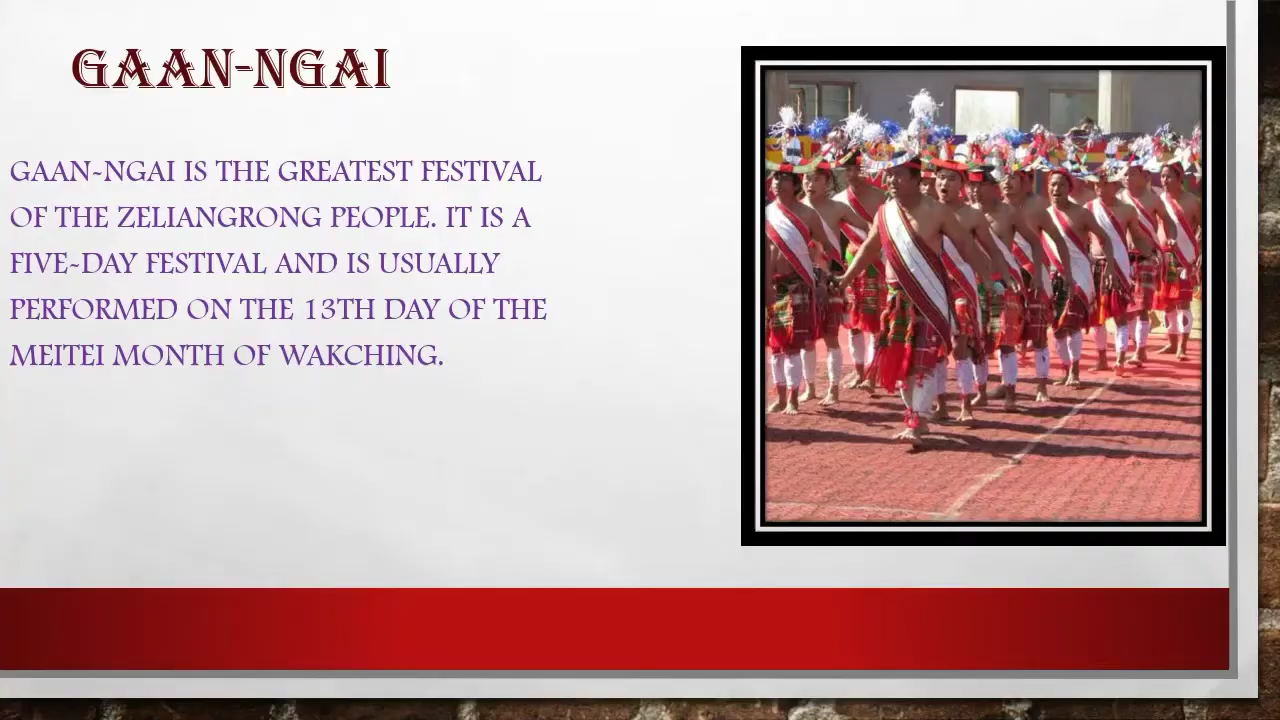 GAAN-NGAI
GAAN-NGAI IS THE GREATEST FESTIVAL
OF THE ZELIANGRONG PEOPLE. IT IS A
FIVE-DAY FESTIVAL AND IS USUALLY
PERFORMED ON THE 13TH DAY OF THE
MEITEI MONTH OF WAKCHING.